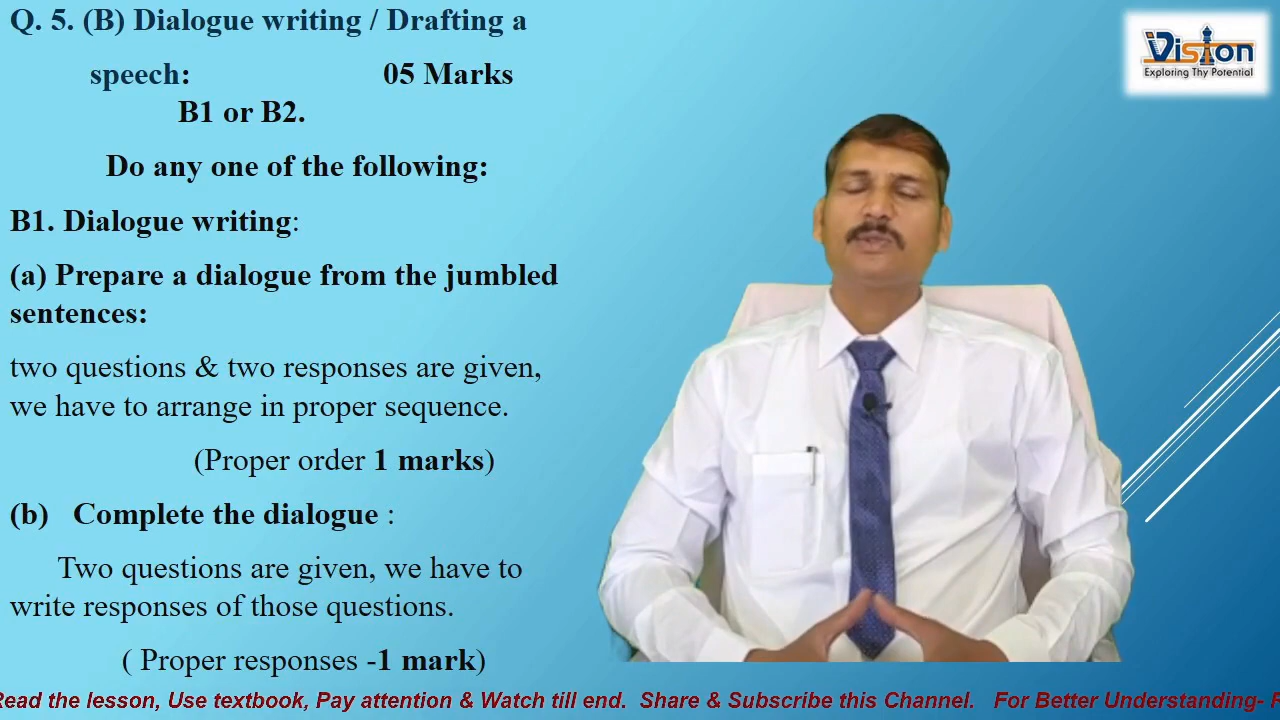 Q. 5. (B) Dialogue writing / Drafting a
speech: 05 Marks
B1 or B2.
Do any one of the following:
B1. Dialogue writing:
(a) Prepare a dialogue from the jumbled
sentences:
two questions & two responses are given,
we have to arrange in proper sequence.
(Proper order 1 marks)
(b) Complete the dialogue :
Two questions are given, we have to
write responses of those questions.
( Proper responses -1 mark)
Vision
Exploring Thy Potential
Read the lesson, Use textbook, Pay attention & Watch till end. Share & Subscribe this Channel. For Better Understanding-